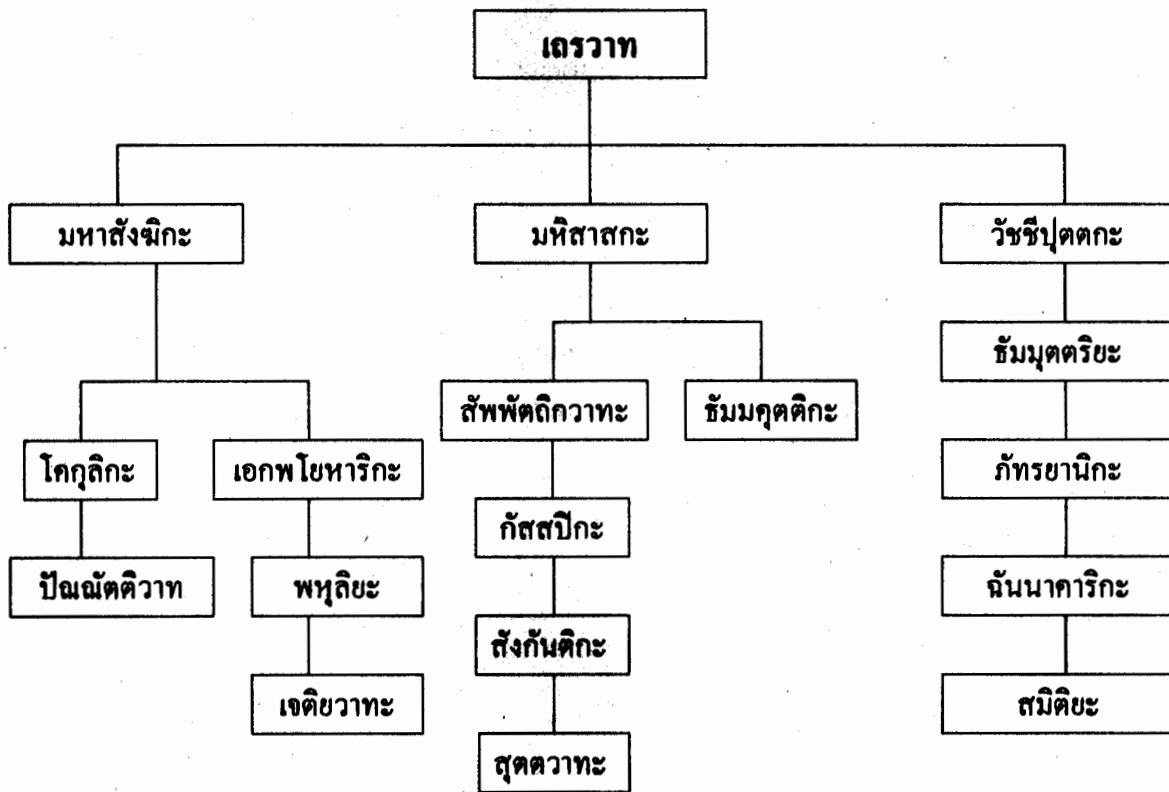 เถรวาท
มหาสังฆิกะ มหิสาสกะ วัชชีปุตตกะ
ธัมมุตตริยะ
สัพพัตถิกวาทะ ธัมมคุตติกะ
โคกุลิกะ เอกพโยหาริกะ ภัทรยานิกะ
กัสสปิกะ
ปัณณัตติวาท พหุลิยะ ฉันนาคาริกะ
สังกันติกะ
เจติยวาทะ สมิติยะ
สุตตวาทะ